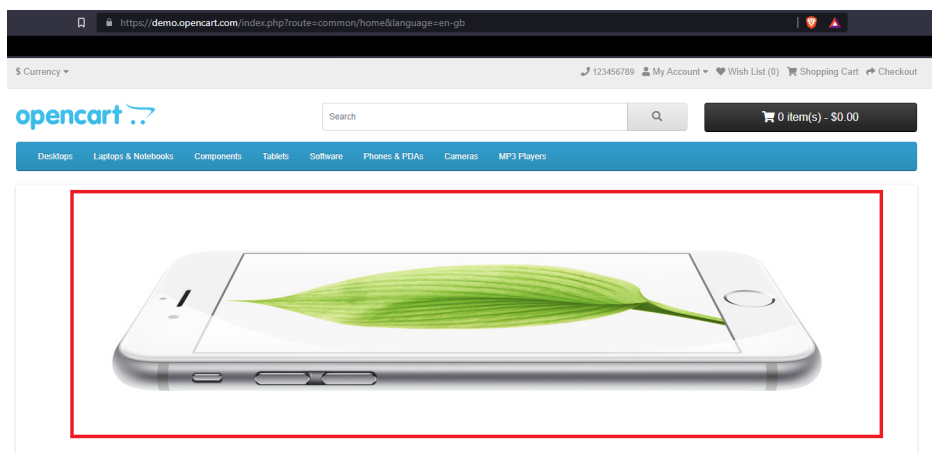 https://demo.opencart.com/index.php?route=common/home&language=en-gb
$ Currency 123456789 My Account Wish List (0) Shopping Cart Checkout
opencart Search 0 item(s) - $0.00
Desktops Laptops & Notebooks Components Tablets Software Phones & PDAs Cameras MP3 Players